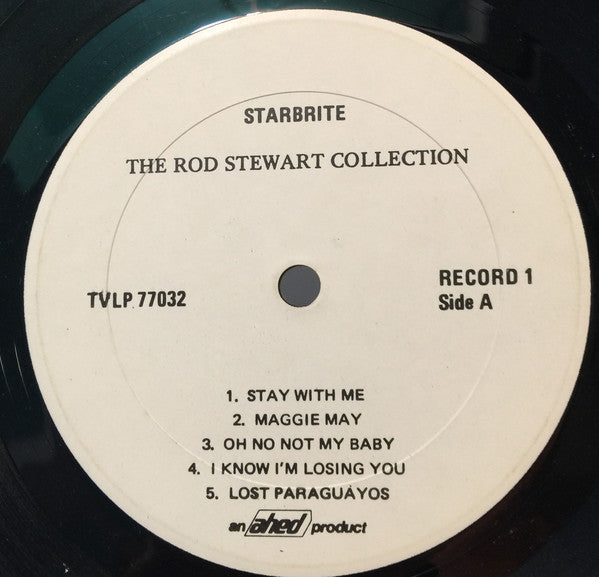 STARBRITE
THE ROD STEWART COLLECTION
TVLP 77032
RECORD 1
Side A
1. STAY WITH ME
2. MAGGIE MAY
3. OH NO NOT MY BABY
4. I KNOW I'M LOSING YOU
5. LOST PARAGUAYOS
an ahed product